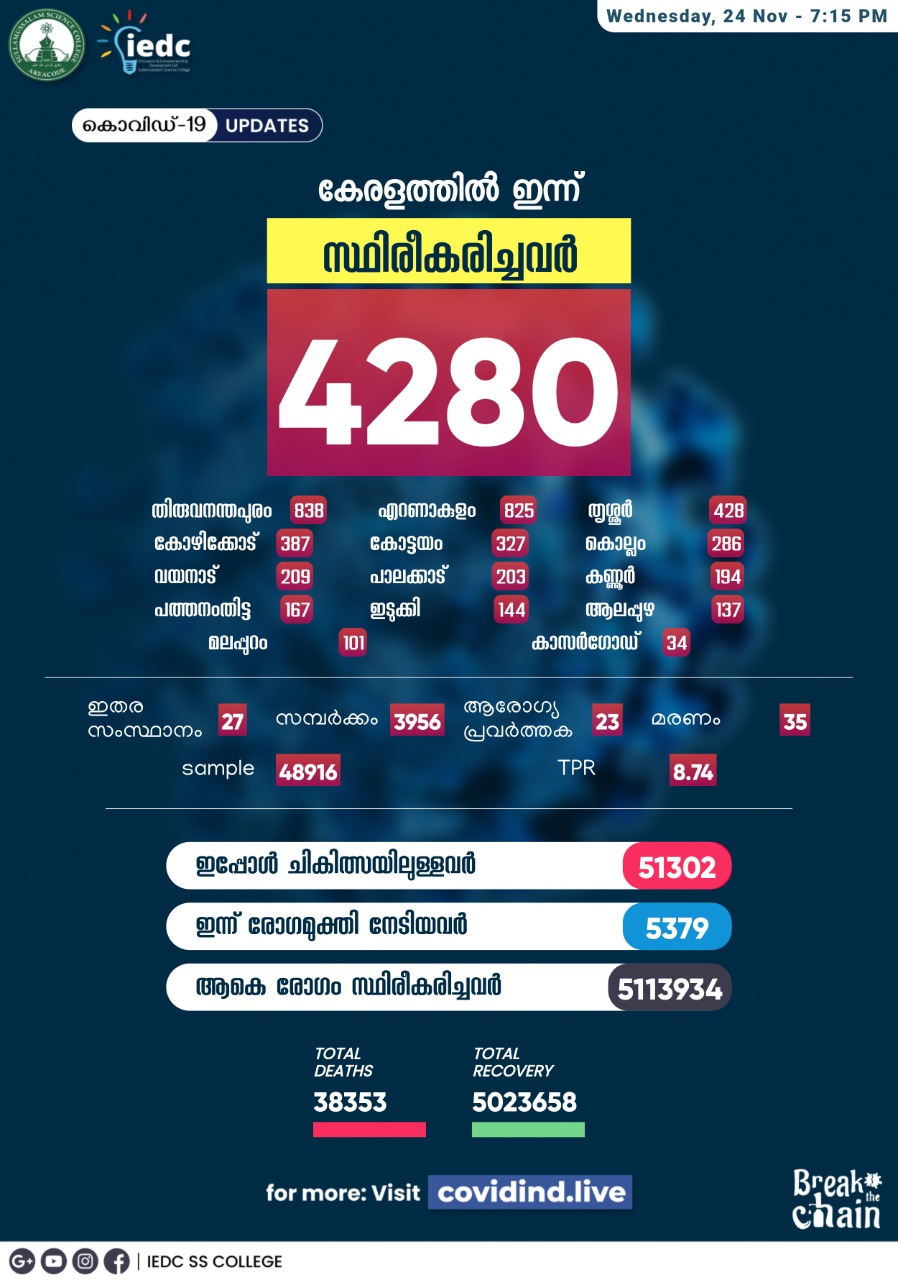 Wednesday, 24 Nov - 7:15 PM
SULLAMUSSALAM SCIENCE COLLEGE
AREACODE
iedc
കൊവിഡ്-19 UPDATES
കേരളത്തിൽ ഇന്ന്
സ്ഥിരീകരിച്ചവർ
4280
തിരുവനന്തപുരം 838 എറണാകുളം 825 തൃശ്ശൂർ 428
കോഴിക്കോട് 387 കോട്ടയം 327 കൊല്ലം 286
വയനാട് 209 പാലക്കാട് 203 കണ്ണൂർ 194
പത്തനംതിട്ട 167 ഇടുക്കി 144 ആലപ്പുഴ 137
മലപ്പുറം 101 കാസർഗോഡ് 34
ഇതര സംസ്ഥാനം 27 സമ്പർക്കം 3956 ആരോഗ്യ പ്രവർത്തക 23 മരണം 35
sample 48916 TPR 8.74
ഇപ്പോൾ ചികിത്സയിലുള്ളവർ 51302
ഇന്ന് രോഗമുക്തി നേടിയവർ 5379
ആകെ രോഗം സ്ഥിരീകരിച്ചവർ 5113934
TOTAL DEATHS
38353
TOTAL RECOVERY
5023658
for more: Visit covidind.live
Break the chain
G+ f | IEDC SS COLLEGE